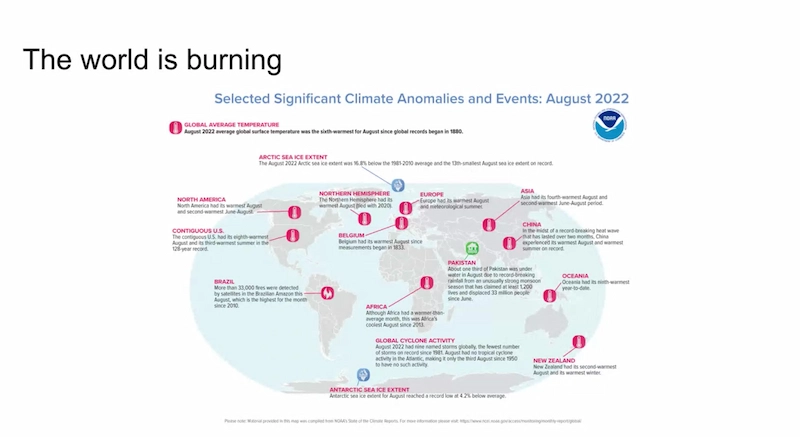 The world is burning
Selected Significant Climate Anomalies and Events: August 2022
GLOBAL AVERAGE TEMPERATURE
August 2022 average global surface temperature was the sixth-warmest for August since global records began in 1880.
NOAA
ARCTIC SEA ICE EXTENT
The August 2022 Arctic sea ice extent was 16.8% below the 1981-2010 average and the 13th-smallest August sea ice extent on record.
NORTH AMERICA
North America had its warmest August
and second-warmest June-August.
NORTHERN HEMISPHERE
The Northern Hemisphere had its
warmest August (tied with 2020).
EUROPE
Europe had its warmest August
and meteorological summer.
ASIA
Asia had its fourth-warmest August and
second-warmest June-August period.
CONTIGUOUS U.S.
The contiguous U.S. had its eighth-warmest
August and its third-warmest summer in the
128-year record.
BELGIUM
Belgium had its warmest August since
measurements began in 1833.
CHINA
In the midst of a record-breaking heat wave
that has lasted over two months, China
experienced its warmest August and warmest
summer on record.
PAKISTAN
About one third of Pakistan was under
water in August due to record-breaking
rainfall from an unusually strong monsoon
season that has claimed at least 1,200
lives and displaced 33 million people
since June.
OCEANIA
Oceania had its ninth-warmest
year-to-date.
BRAZIL
More than 33,000 fires were detected
by satellites in the Brazilian Amazon this
August, which is the highest for the month
since 2010.
AFRICA
Although Africa had a warmer-than-
average month, this was Africa's
coolest August since 2013.
GLOBAL CYCLONE ACTIVITY
August 2022 had nine named storms globally, the fewest number
of storms on record since 1981. August had no tropical cyclone
activity in the Atlantic, making it only the third August since 1950
to have no such activity.
NEW ZEALAND
New Zealand had its second-warmest
August and its warmest winter.
ANTARCTIC SEA ICE EXTENT
Antarctic sea ice extent for August reached a record low at 4.2% below average.
Please note: Material provided in this map was compiled from NOAA's State of the Climate Reports. For more information please visit: